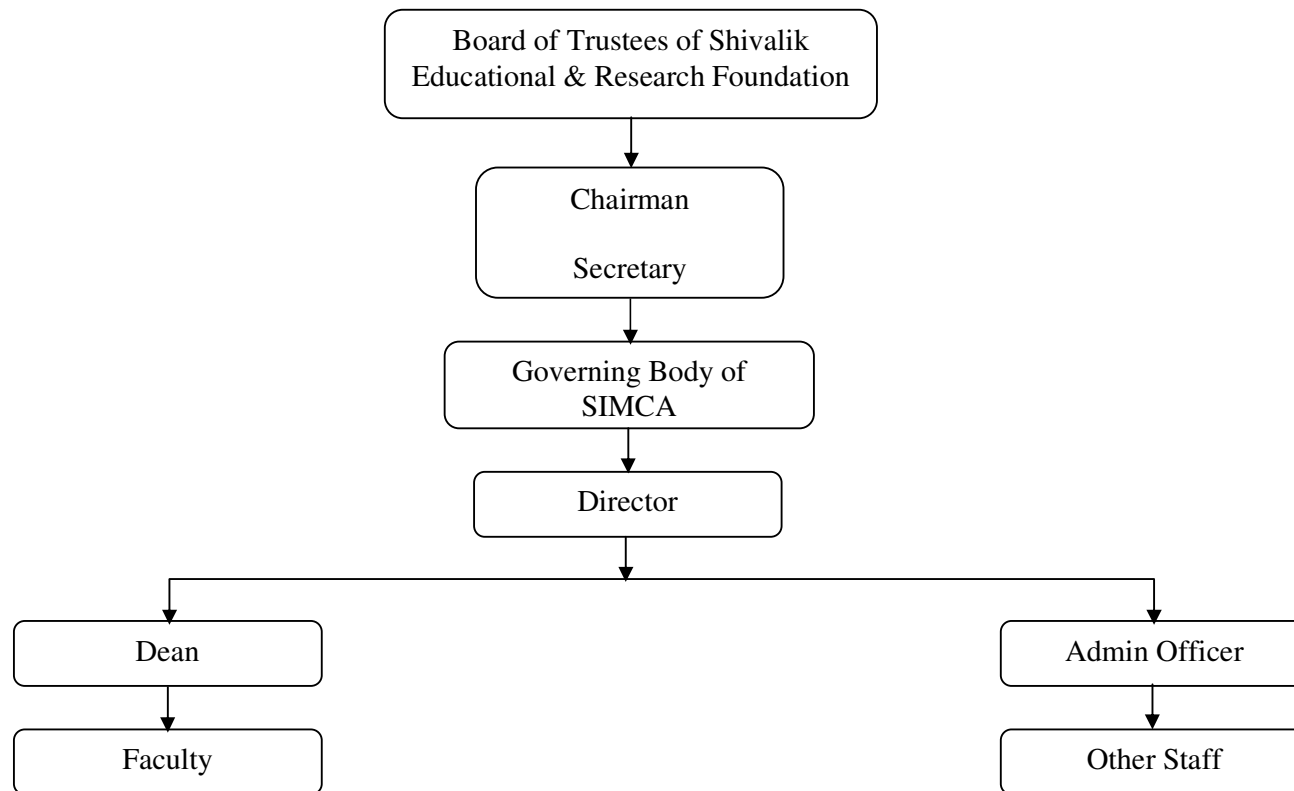 Board of Trustees of Shivalik
Educational & Research Foundation
Chairman
Secretary
Governing Body of
SIMCA
Director
Dean
Admin Officer
Faculty
Other Staff